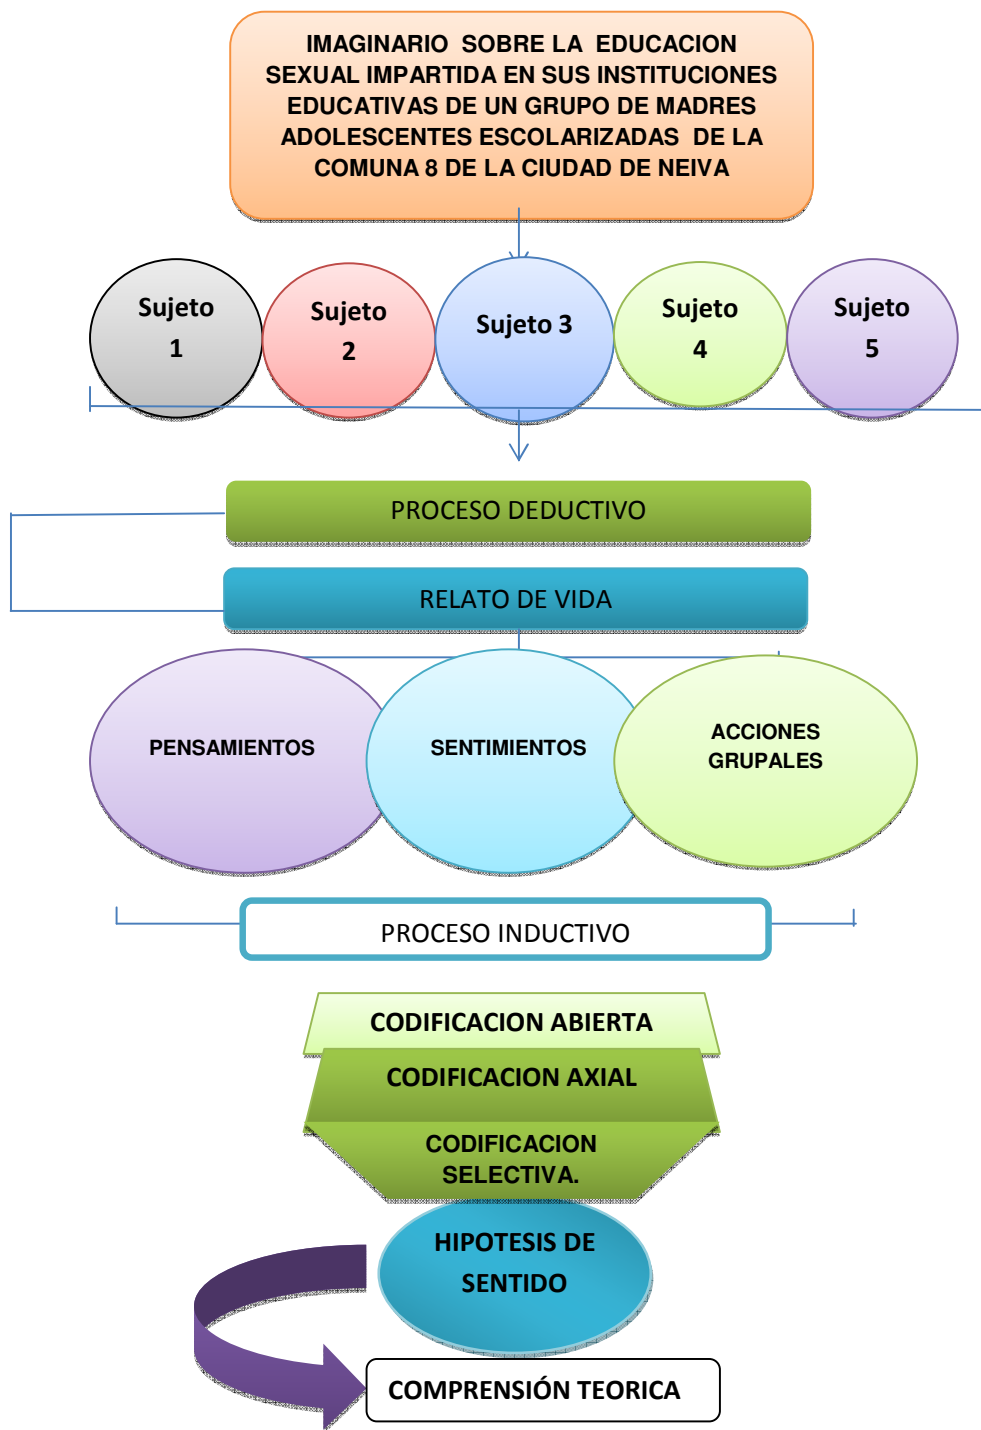 IMAGINARIO SOBRE LA EDUCACION
SEXUAL IMPARTIDA EN SUS INSTITUCIONES
EDUCATIVAS DE UN GRUPO DE MADRES
ADOLESCENTES ESCOLARIZADAS DE LA
COMUNA 8 DE LA CIUDAD DE NEIVA
Sujeto
1
Sujeto
2
Sujeto 3
Sujeto
4
Sujeto
5
PROCESO DEDUCTIVO
RELATO DE VIDA
PENSAMIENTOS
SENTIMIENTOS
ACCIONES
GRUPALES
PROCESO INDUCTIVO
CODIFICACION ABIERTA
CODIFICACION AXIAL
CODIFICACION
SELECTIVA.
HIPOTESIS DE
SENTIDO
COMPRENSIÓN TEORICA